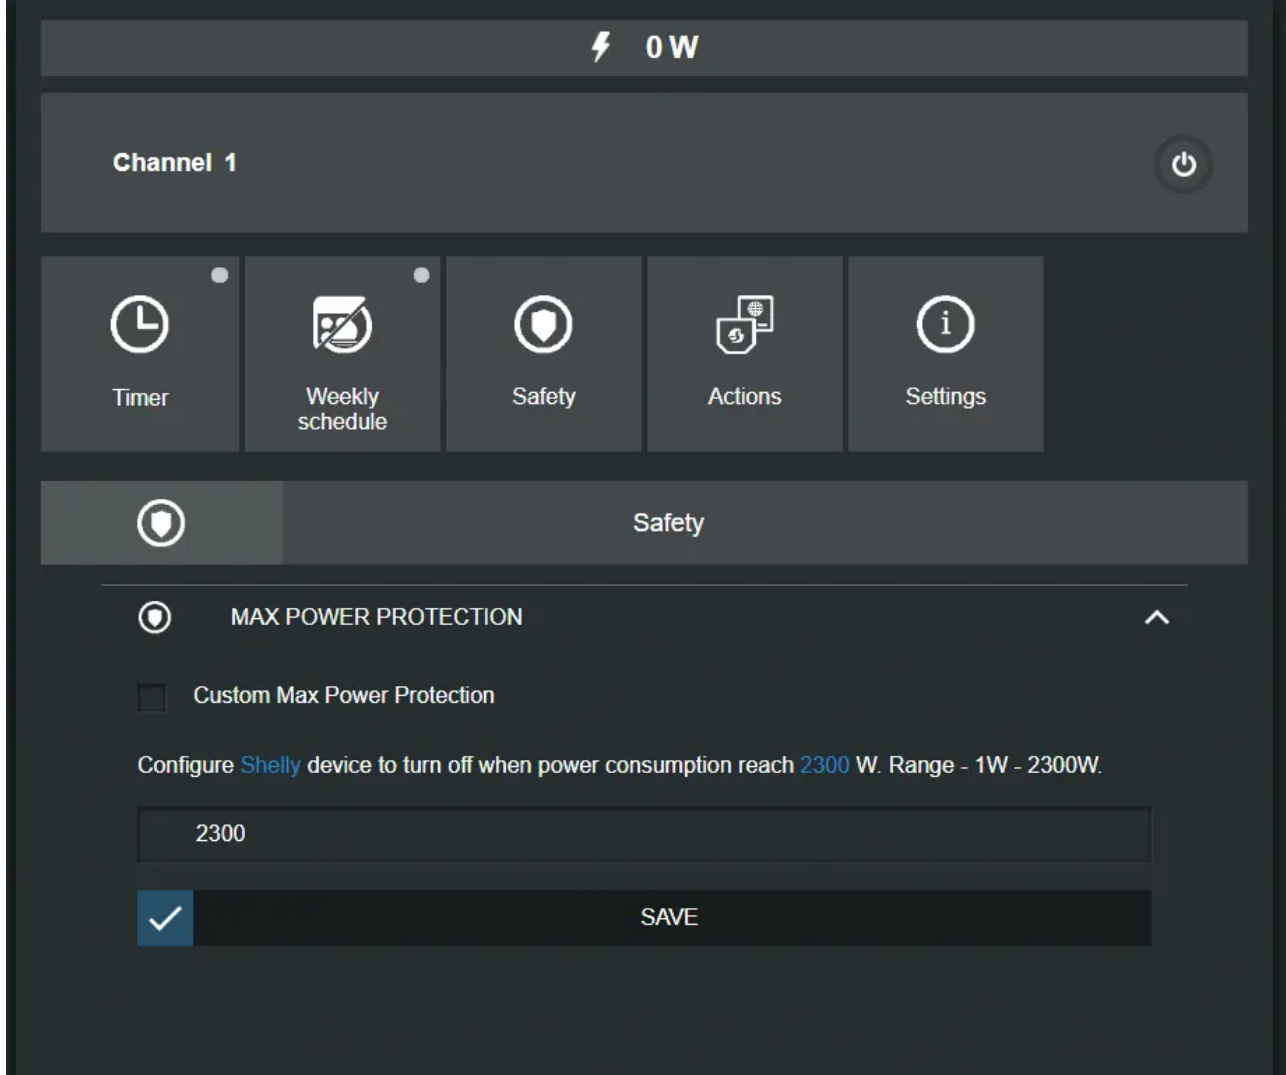 0 W
Channel 1
Timer
Weekly
schedule
Safety
Actions
Settings
Safety
MAX POWER PROTECTION
Custom Max Power Protection
Configure Shelly device to turn off when power consumption reach 2300 W. Range - 1W - 2300W.
2300
SAVE